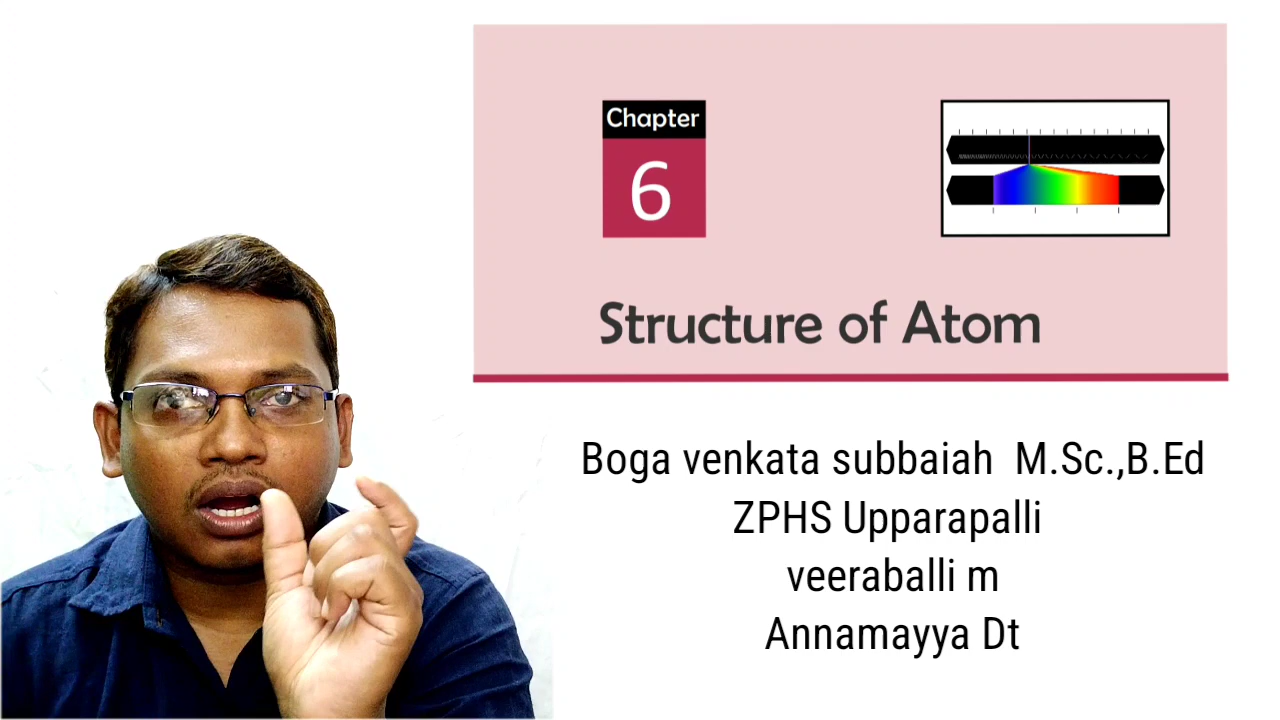 Chapter
6
Structure of Atom
Boga venkata subbaiah M.Sc.,B.Ed
ZPHS Upparapalli
veeraballi m
Annamayya Dt